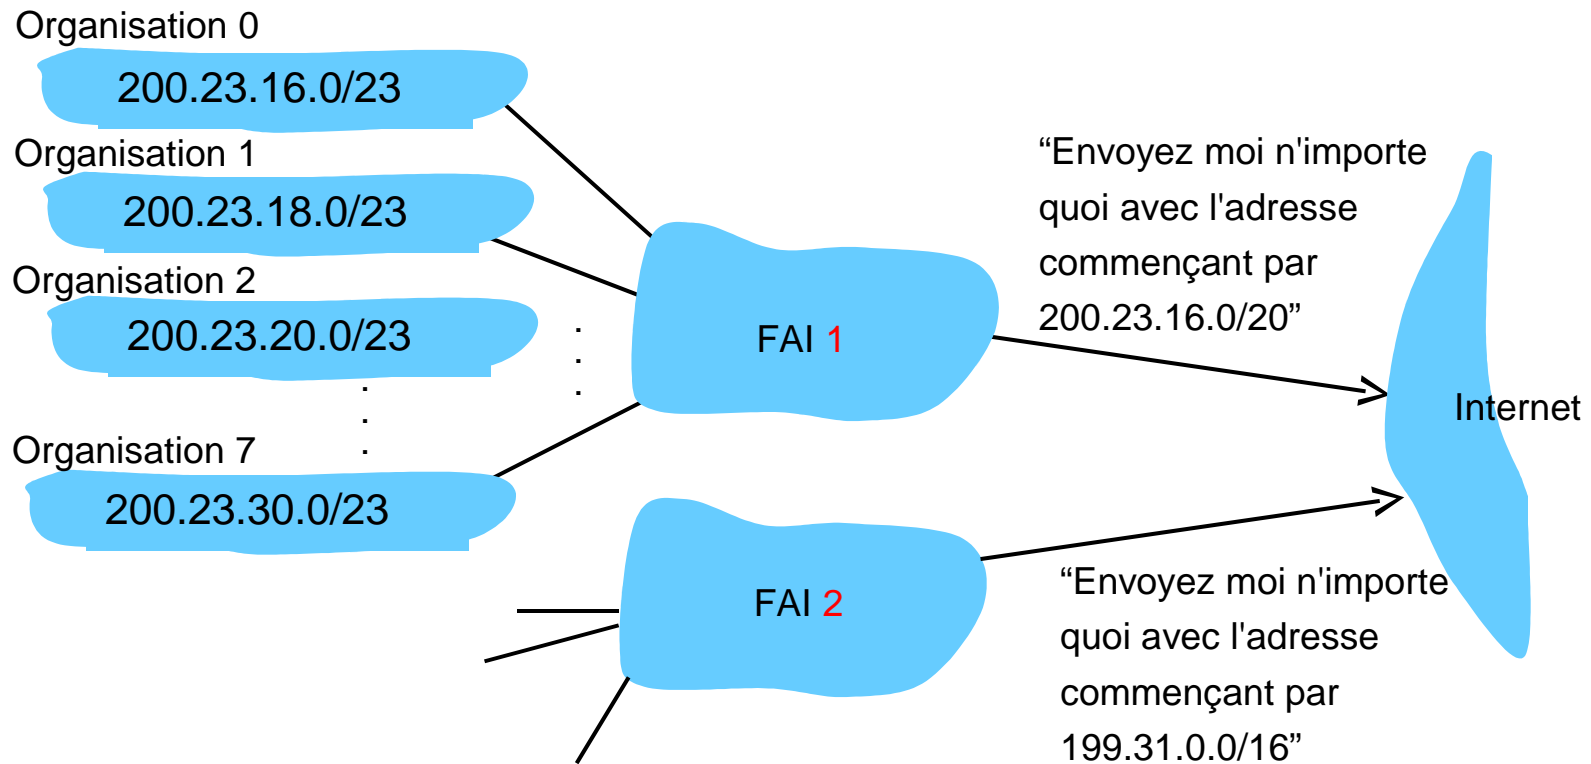 Organisation 0
200.23.16.0/23
Organisation 1
200.23.18.0/23
Organisation 2
200.23.20.0/23
Organisation 7
200.23.30.0/23
FAI 1
FAI 2
“Envoyez moi n'importe
quoi avec l'adresse
commençant par
200.23.16.0/20”
Internet
“Envoyez moi n'importe
quoi avec l'adresse
commençant par
199.31.0.0/16”